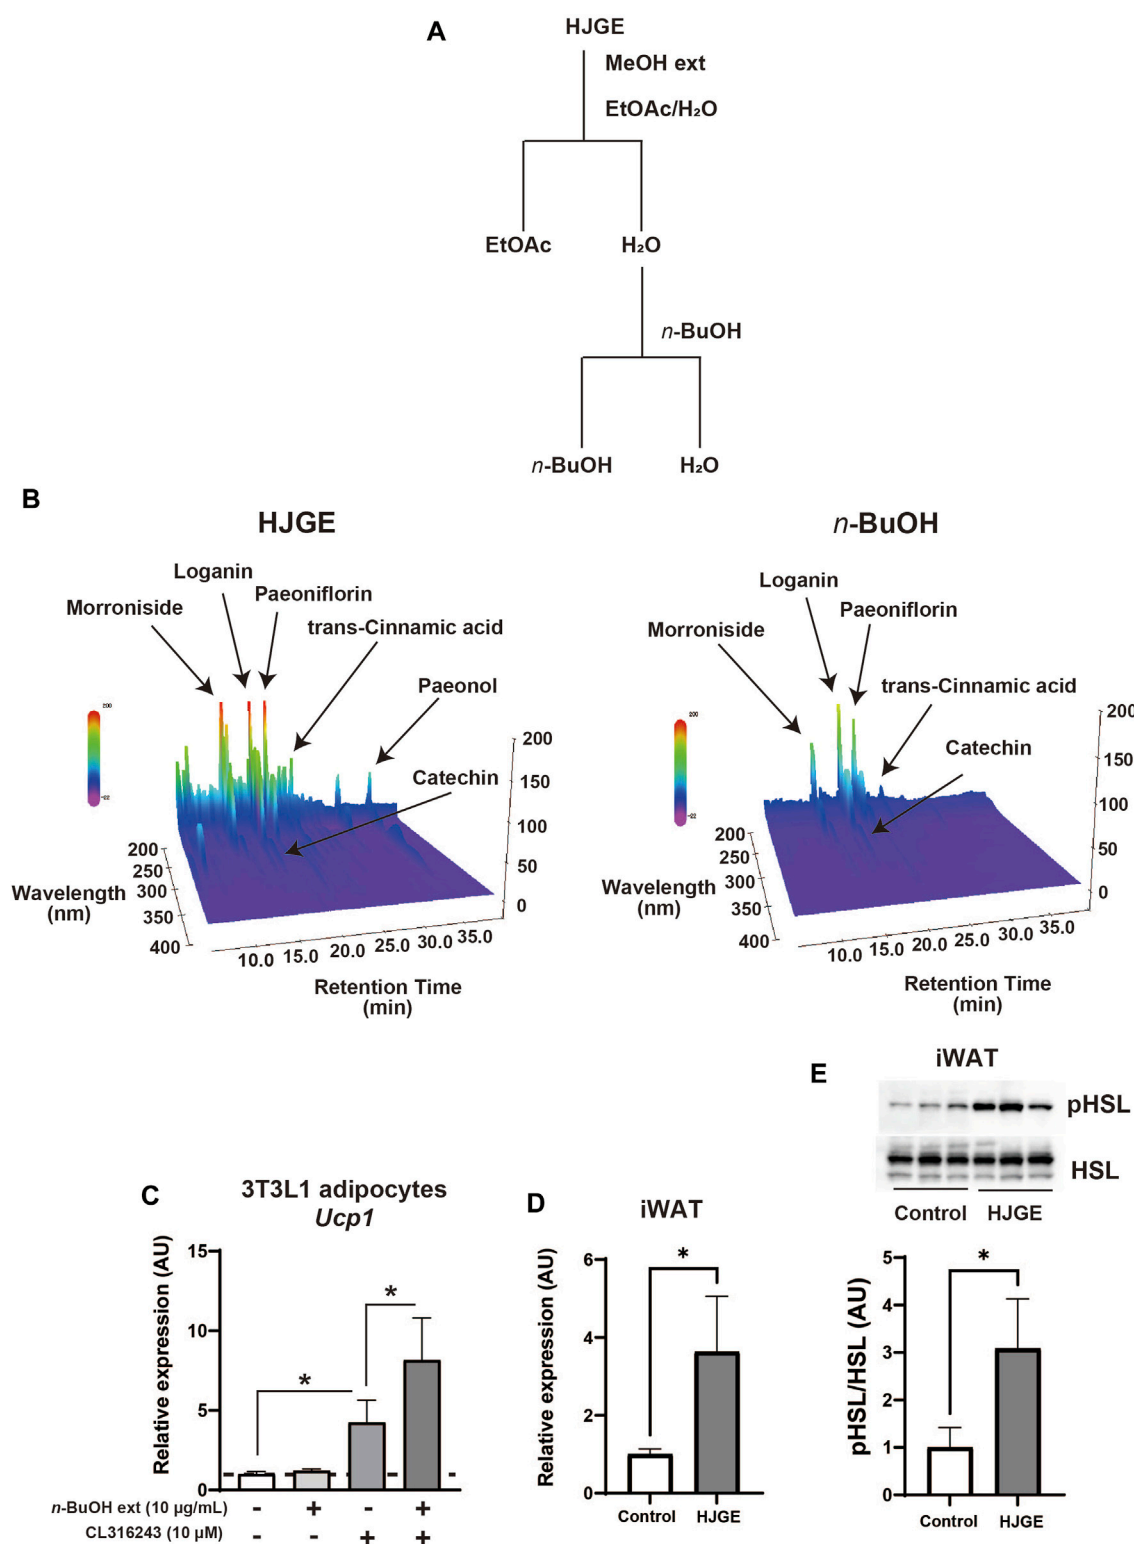 A
HJGE
MeOH ext
EtOAc/H₂O
EtOAc
H₂O
n-BuOH
n-BuOH
H₂O
B
HJGE
Loganin
Paeoniflorin
Morroniside
trans-Cinnamic acid
Paeonol
Catechin
200
-22
200
150
100
50
0
200
250
300
350
400
Wavelength
(nm)
10.0 15.0 20.0 25.0 30.0 35.0
Retention Time
(min)
n-BuOH
Loganin
Paeoniflorin
Morroniside
trans-Cinnamic acid
Catechin
200
-22
200
150
100
50
0
200
250
300
350
400
Wavelength
(nm)
10.0 15.0 20.0 25.0 30.0 35.0
Retention Time
(min)
C
3T3L1 adipocytes
Ucp1
Relative expression (AU)
15
10
5
0
*
*
n-BuOH ext (10 µg/mL) - + - +
CL316243 (10 µM) - - + +
D
iWAT
Relative expression (AU)
6
4
2
0
*
Control HJGE
E
iWAT
pHSL
HSL
Control HJGE
pHSL/HSL (AU)
5
4
3
2
1
0
*
Control HJGE